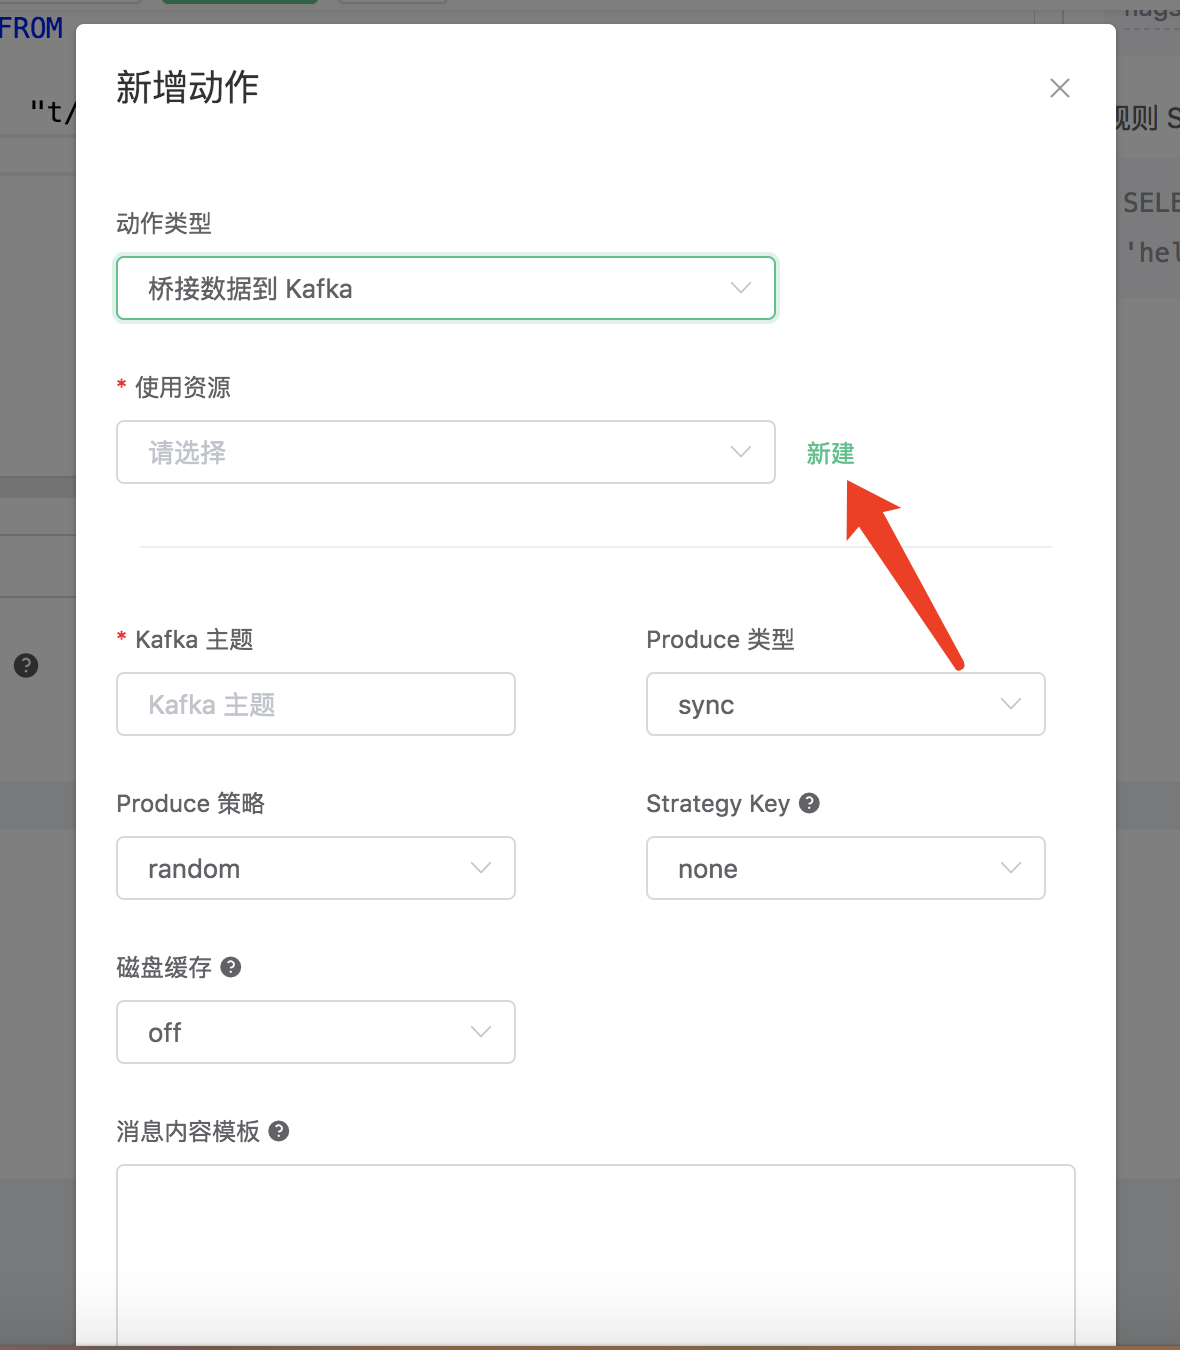 FROM
"t/
新增动作
规则 S
SELE
'hel
动作类型
桥接数据到 Kafka
* 使用资源
请选择
新建
* Kafka 主题
Produce 类型
Kafka 主题
sync
Produce 策略
Strategy Key
random
none
磁盘缓存
off
消息内容模板